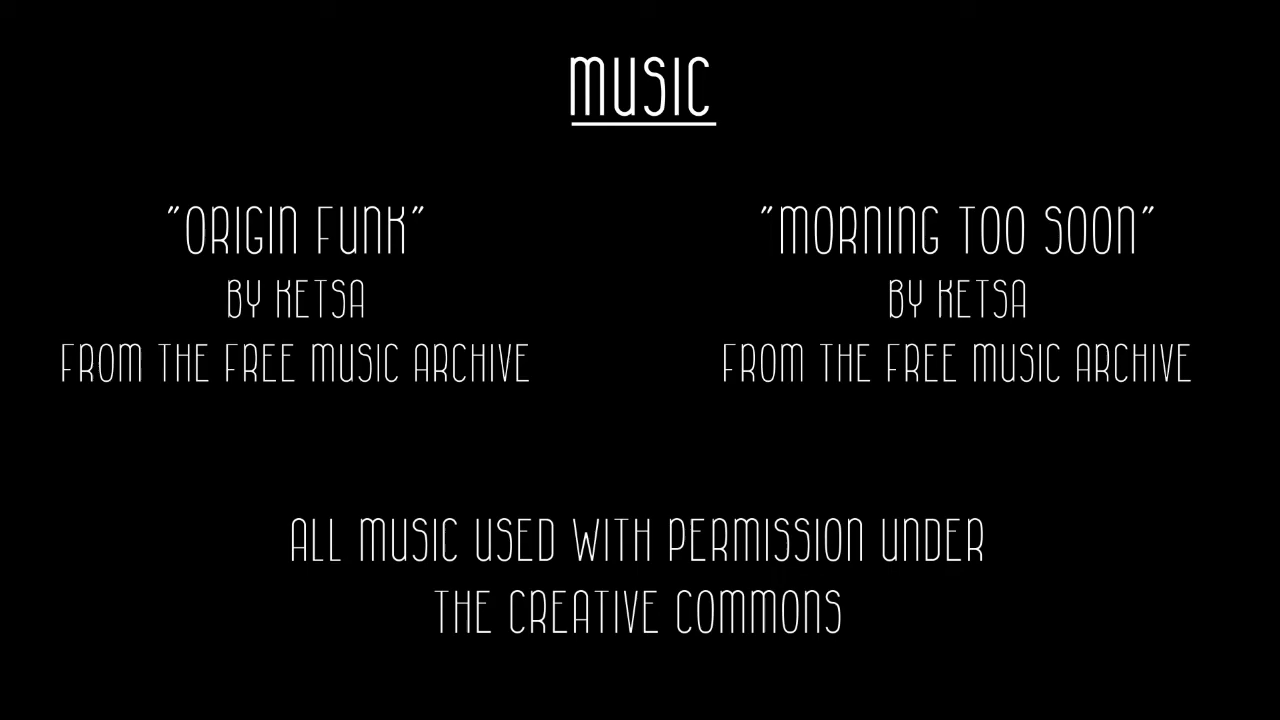 MUSIC
"ORIGIN FUNK"
BY KETSA
FROM THE FREE MUSIC ARCHIVE
"MORNING TOO SOON"
BY KETSA
FROM THE FREE MUSIC ARCHIVE
ALL MUSIC USED WITH PERMISSION UNDER
THE CREATIVE COMMONS